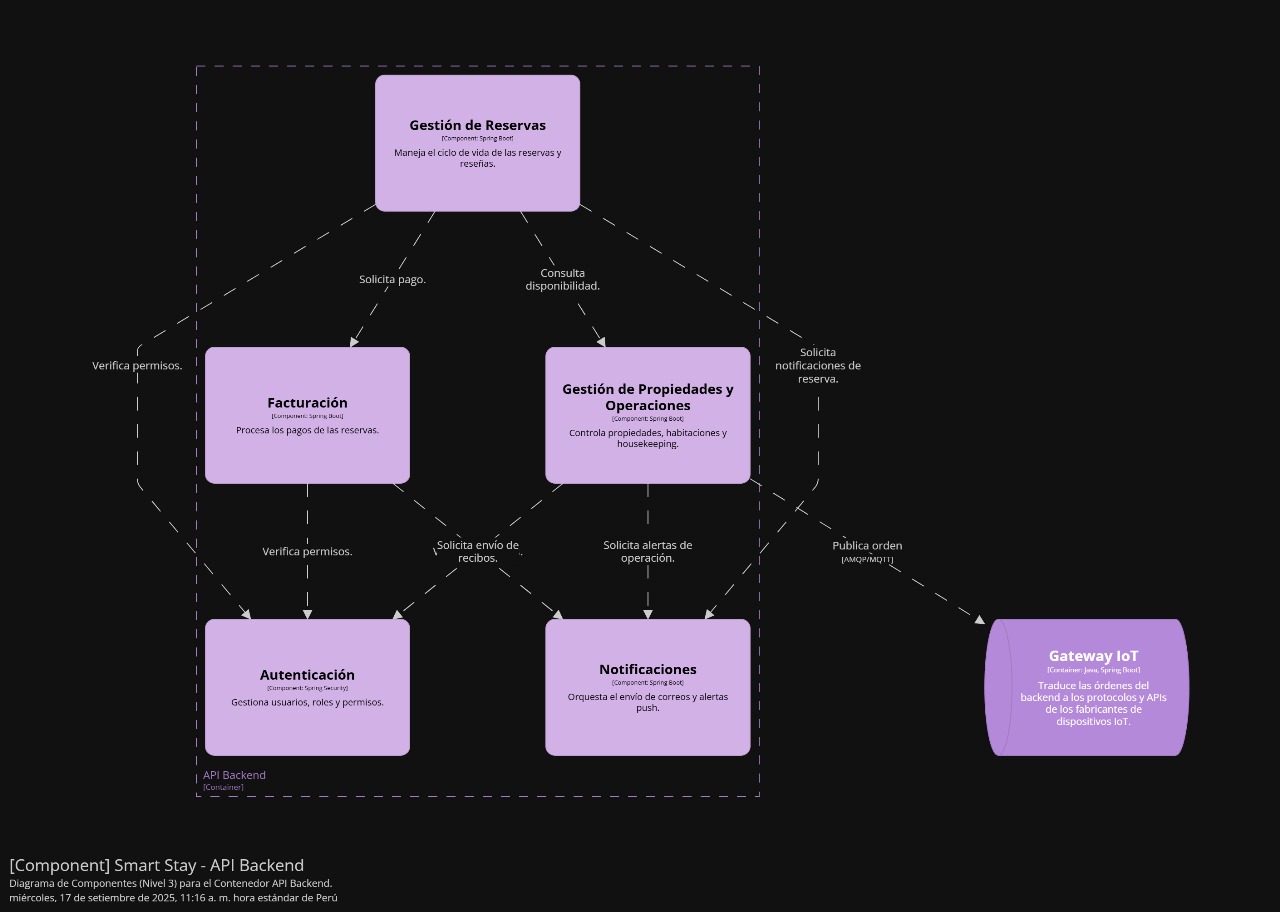 Gestión de Reservas
[Component: Spring Boot]
Maneja el ciclo de vida de las reservas y
reseñas.
Solicita pago.
Consulta
disponibilidad.
Verifica permisos.
Solicita
notificaciones de
reserva.
Facturación
[Component: Spring Boot]
Procesa los pagos de las reservas.
Gestión de Propiedades y
Operaciones
[Component: Spring Boot]
Controla propiedades, habitaciones y
housekeeping.
Verifica permisos.
Solicita envío de
recibos.
Solicita alertas de
operación.
Publica orden
[AMQP/MQTT]
Autenticación
[Component: Spring Security]
Gestiona usuarios, roles y permisos.
Notificaciones
[Component: Spring Boot]
Orquesta el envío de correos y alertas
push.
Gateway IoT
[Container: Java, Spring Boot]
Traduce las órdenes del
backend a los protocolos y APIs
de los fabricantes de
dispositivos IoT.
API Backend
[Container]
[Component] Smart Stay - API Backend
Diagrama de Componentes (Nivel 3) para el Contenedor API Backend.
miércoles, 17 de setiembre de 2025, 11:16 a. m. hora estándar de Perú